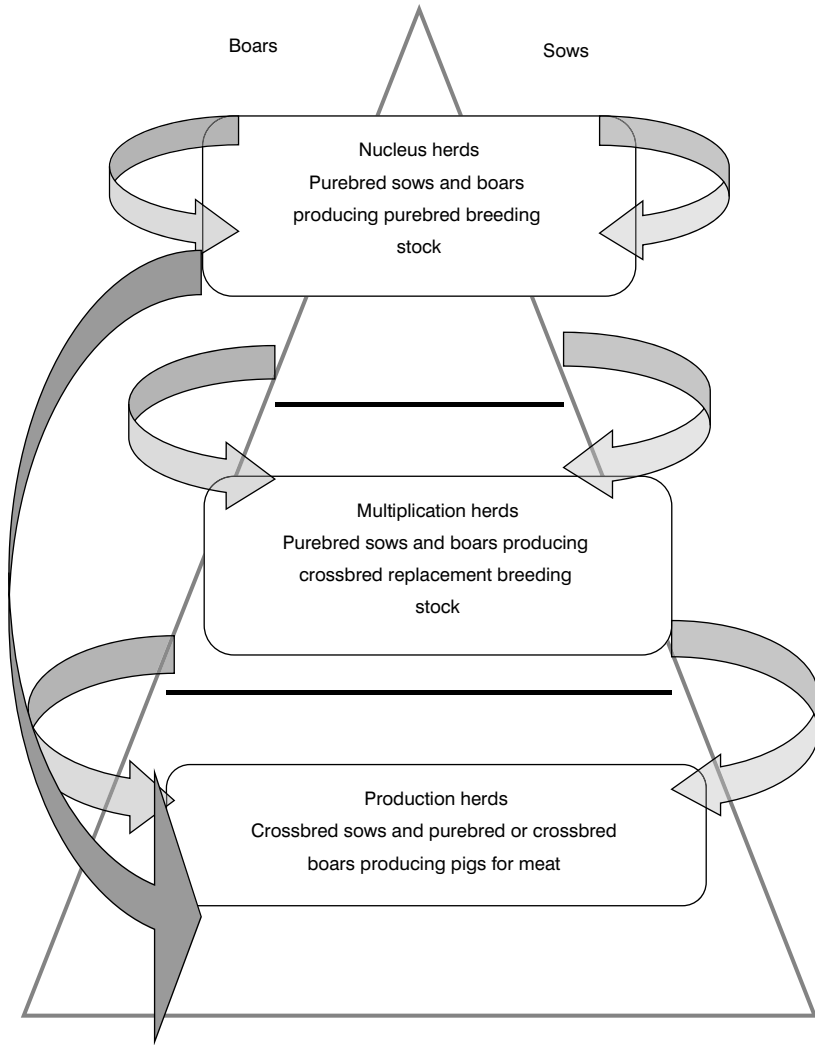 Boars
Sows
Nucleus herds
Purebred sows and boars
producing purebred breeding
stock
Multiplication herds
Purebred sows and boars producing
crossbred replacement breeding
stock
Production herds
Crossbred sows and purebred or crossbred
boars producing pigs for meat